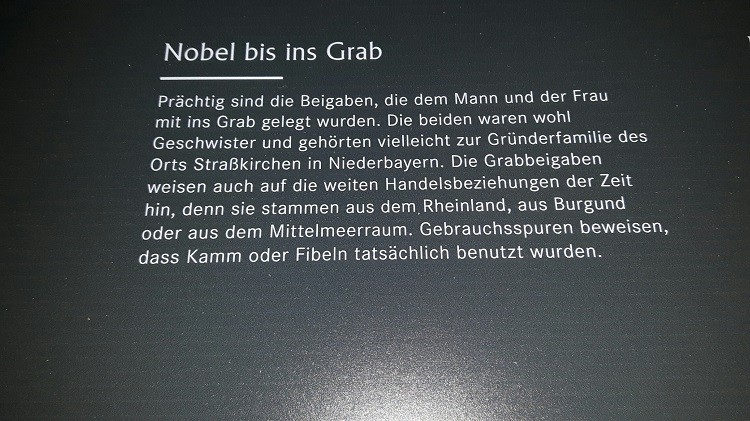 Nobel bis ins Grab
Prächtig sind die Beigaben, die dem Mann und der Frau
mit ins Grab gelegt wurden. Die beiden waren wohl
Geschwister und gehörten vielleicht zur Gründerfamilie des
Orts Straßkirchen in Niederbayern. Die Grabbeigaben
weisen auch auf die weiten Handelsbeziehungen der Zeit
hin, denn sie stammen aus dem Rheinland, aus Burgund
oder aus dem Mittelmeerraum. Gebrauchsspuren beweisen,
dass Kamm oder Fibeln tatsächlich benutzt wurden.